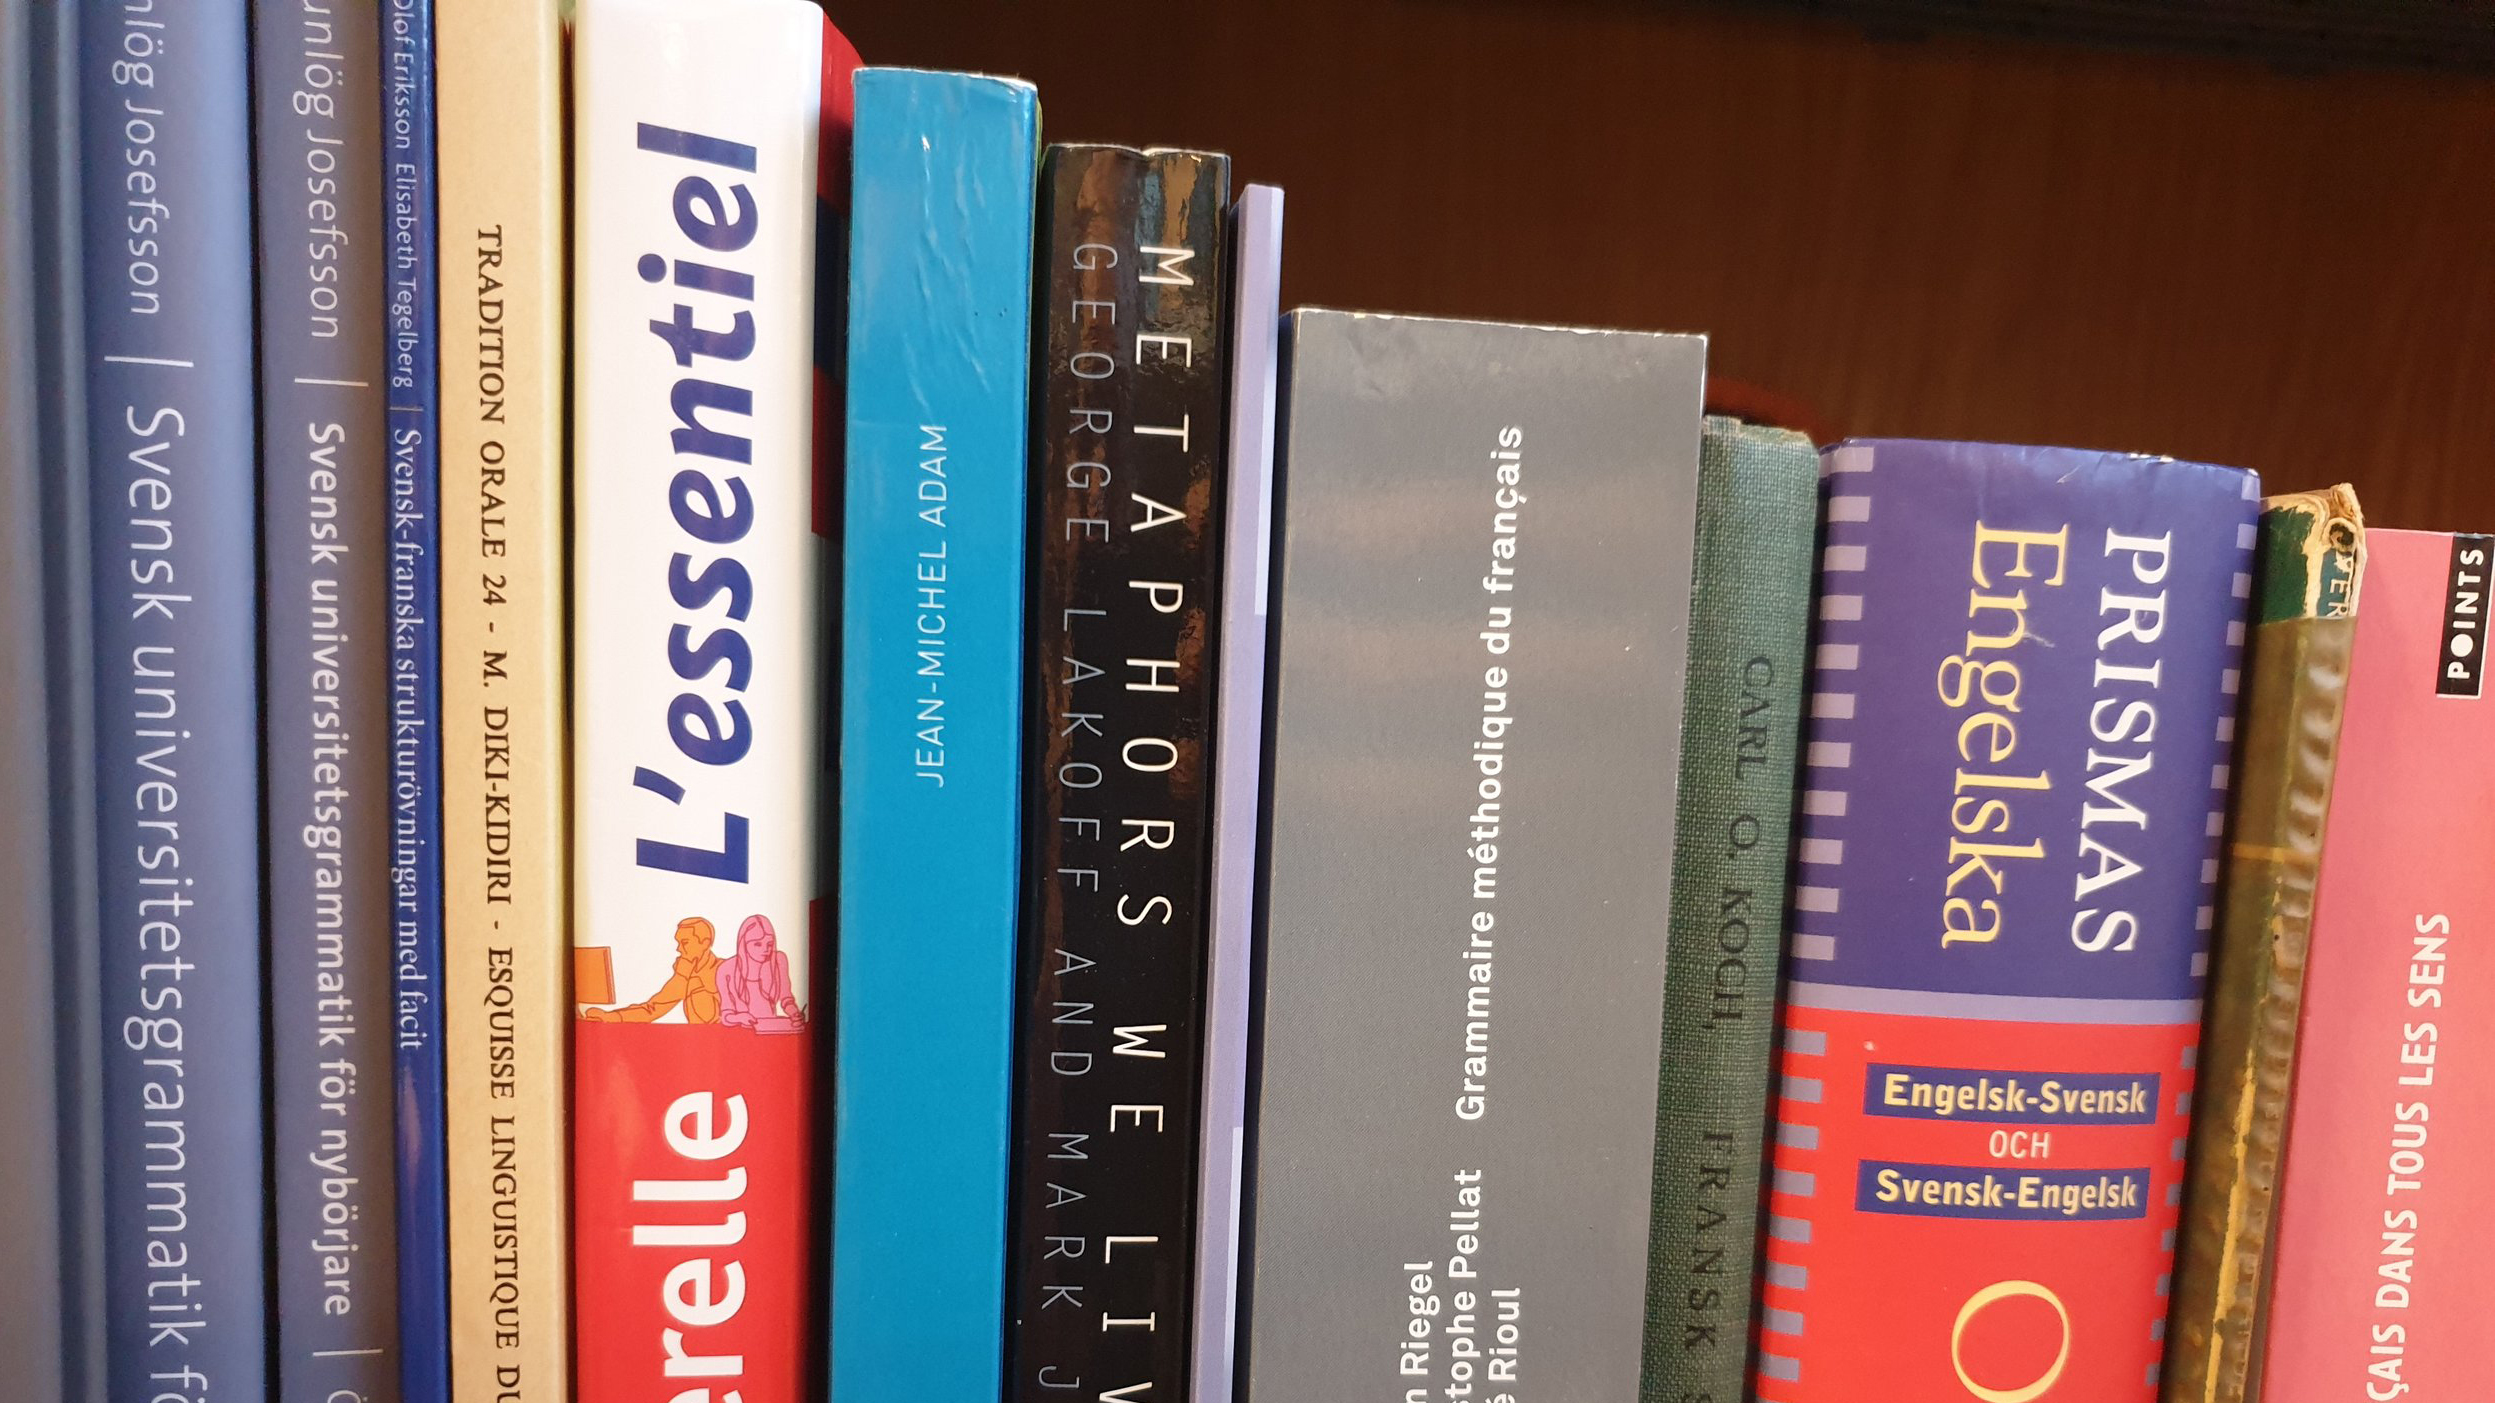 Josefsson | Svensk universitetsgrammatik
Josefsson | Svensk universitetsgrammatik för nybörjare |
Olof Eriksson Elisabeth Tegelberg | Svensk-franska strukturövningar med facit
TRADITION ORALE 24 - M. DIKI-KIDIRI - ESQUISSE LINGUISTIQUE DU
L'essentiel
JEAN-MICHEL ADAM
METAPHORS WE LIV
GEORGE LAKOFF AND MARK J
Riegel
stophe Pellat Grammaire méthodique du français
Rioul
CARL O. KOCH, FRANSK
PRISMAS
Engelska
Engelsk-Svensk
OCH
Svensk-Engelsk
O
POINTS
ÇAIS DANS TOUS LES SENS